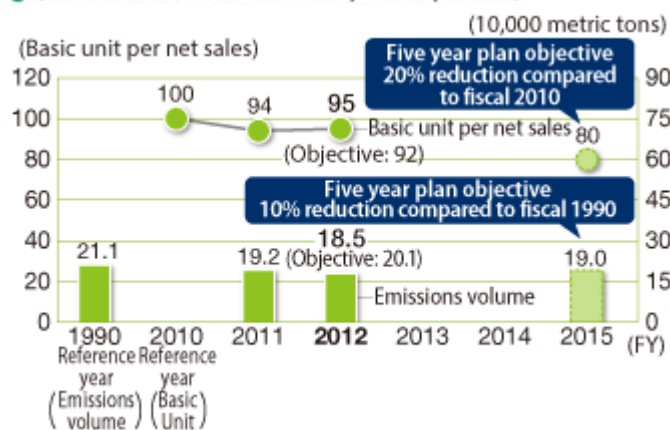 (10,000 metric tons)
(Basic unit per net sales)
Five year plan objective
20% reduction compared
to fiscal 2010
120
100
80
60
40
20
0
90
75
60
45
30
15
0
100
94
95
Basic unit per net sales
80
(Objective: 92)
Five year plan objective
10% reduction compared to fiscal 1990
21.1
19.2
18.5
(Objective: 20.1)
19.0
Emissions volume
1990
2010
2011
2012
2013
2014
2015
(FY)
Reference
year
(Emissions
volume)
Reference
year
(Basic
Unit)